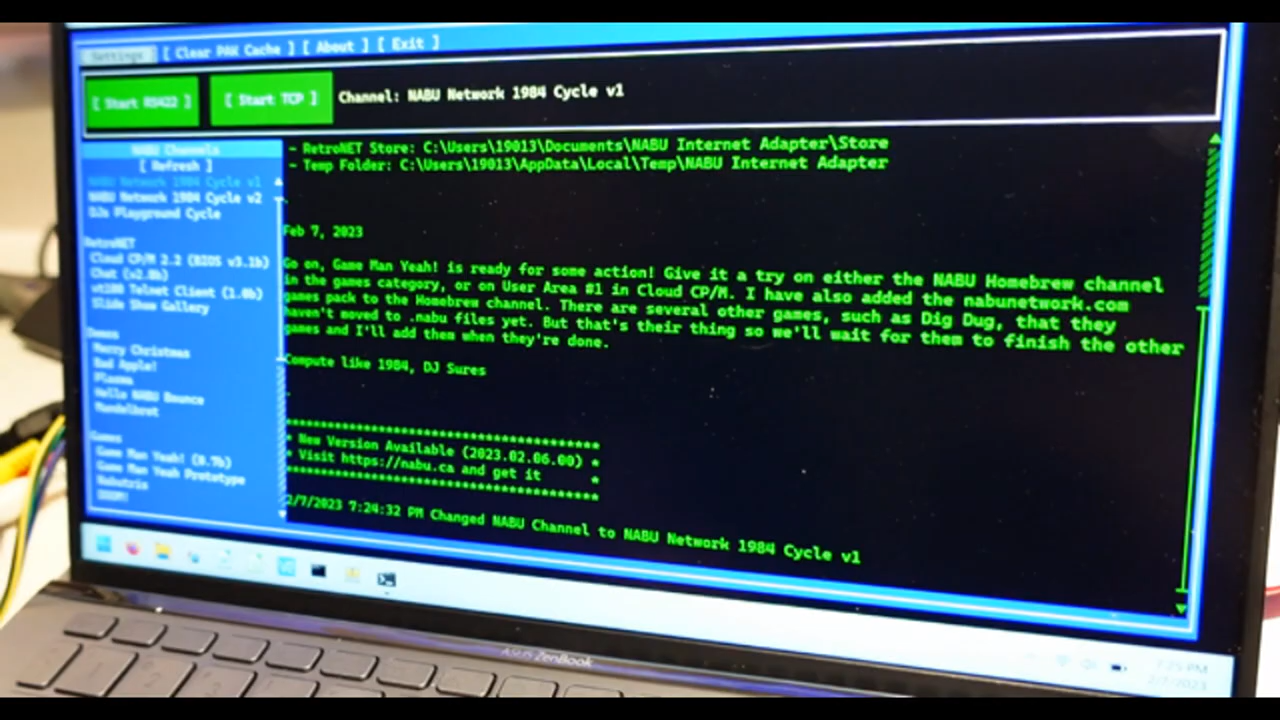 Settings [ Clear PAK Cache ] [ About ] [ Exit ]
[ Start RS422 ] [ Start TCP ] Channel: NABU Network 1984 Cycle v1
NABU Channels
[ Refresh ]
NABU Network 1984 Cycle v1
NABU Network 1984 Cycle v2
DJs Playground Cycle
RetroNET
Cloud CP/M 2.2 (BIOS v3.1b)
Chat (v2.0b)
vt100 Telnet Client (1.0b)
Slide Show Gallery
Demos
Merry Christmas
Bad Apple!
Plasma
Hello NABU Bounce
Mandelbrot
Games
Game Man Yeah! (0.7b)
Game Man Yeah Prototype
Nabutris
DOOM!
- RetroNET Store: C:\Users\19013\Documents\NABU Internet Adapter\Store
- Temp Folder: C:\Users\19013\AppData\Local\Temp\NABU Internet Adapter
.
Feb 7, 2023
Go on, Game Man Yeah! is ready for some action! Give it a try on either the NABU Homebrew channel
in the games category, or on User Area #1 in Cloud CP/M. I have also added the nabunetwork.com
games pack to the Homebrew channel. There are several other games, such as Dig Dug, that they
haven't moved to .nabu files yet. But that's their thing so we'll wait for them to finish the other
games and I'll add them when they're done.
Compute like 1984, DJ Sures
.
****************************************
* New Version Available (2023.02.06.00) *
* Visit https://nabu.ca and get it *
****************************************
2/7/2023 7:24:32 PM Changed NABU Channel to NABU Network 1984 Cycle v1
7:25 PM
2/7/2023
ASUS ZenBook